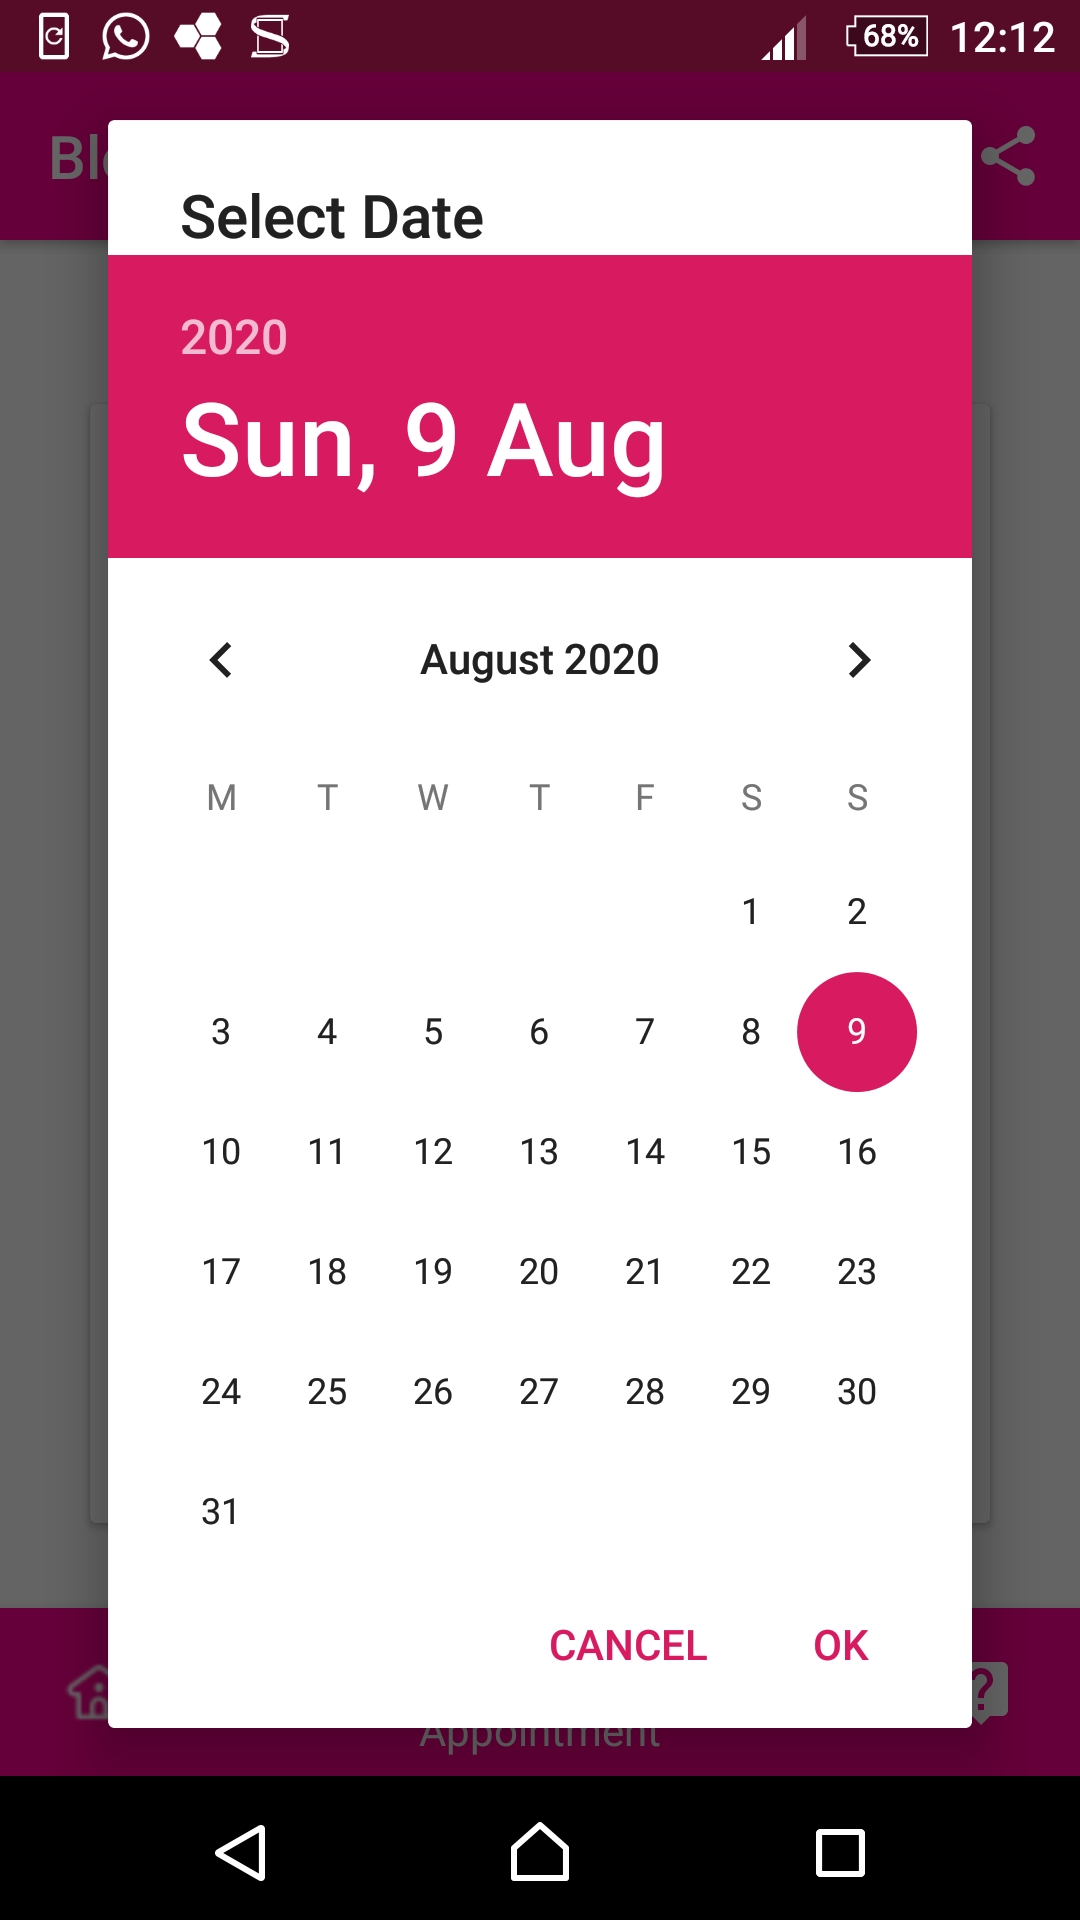 68% 12:12
Select Date
2020
Sun, 9 Aug
August 2020
M T W T F S S
1 2
3 4 5 6 7 8 9
10 11 12 13 14 15 16
17 18 19 20 21 22 23
24 25 26 27 28 29 30
31
CANCEL OK
Appointment